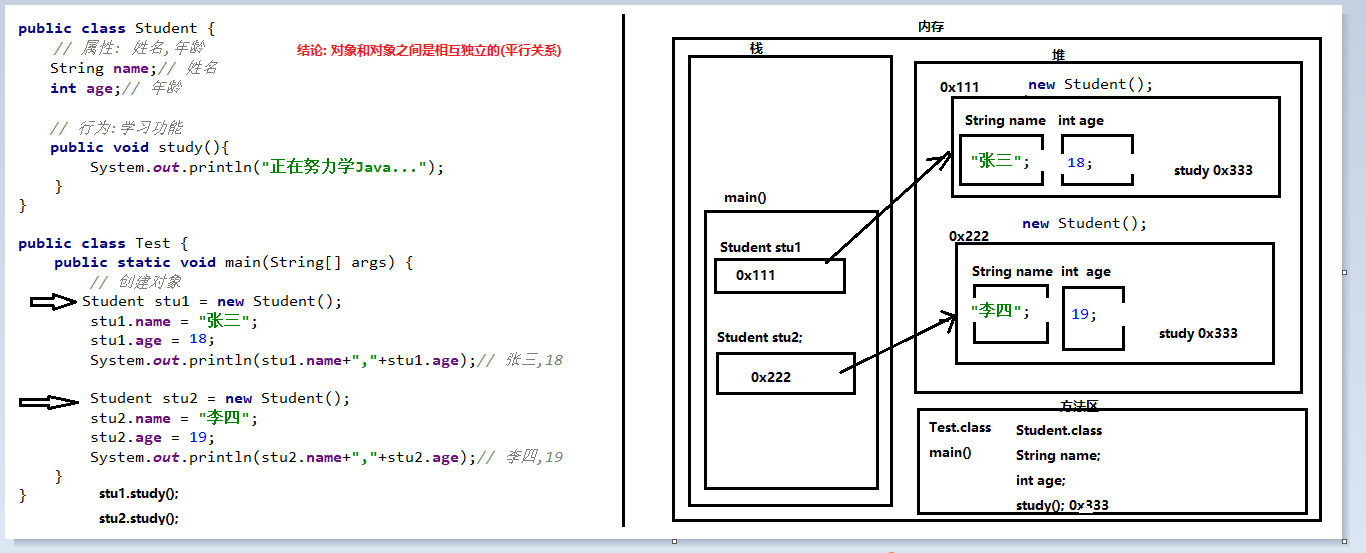 public class Student {
// 属性: 姓名,年龄
String name;// 姓名
int age;// 年龄
// 行为:学习功能
public void study(){
System.out.println("正在努力学Java...");
}
}
public class Test {
public static void main(String[] args) {
// 创建对象
Student stu1 = new Student();
stu1.name = "张三";
stu1.age = 18;
System.out.println(stu1.name+","+stu1.age);// 张三,18
Student stu2 = new Student();
stu2.name = "李四";
stu2.age = 19;
System.out.println(stu2.name+","+stu2.age);// 李四,19
}
}
stu1.study();
stu2.study();
结论: 对象和对象之间是相互独立的(平行关系)
内存
栈
main()
Student stu1
0x111
Student stu2;
0x222
堆
0x111 new Student();
String name int age
"张三"; 18; study 0x333
new Student();
0x222
String name int age
"李四"; 19; study 0x333
方法区
Test.class
main()
Student.class
String name;
int age;
study(); 0x333